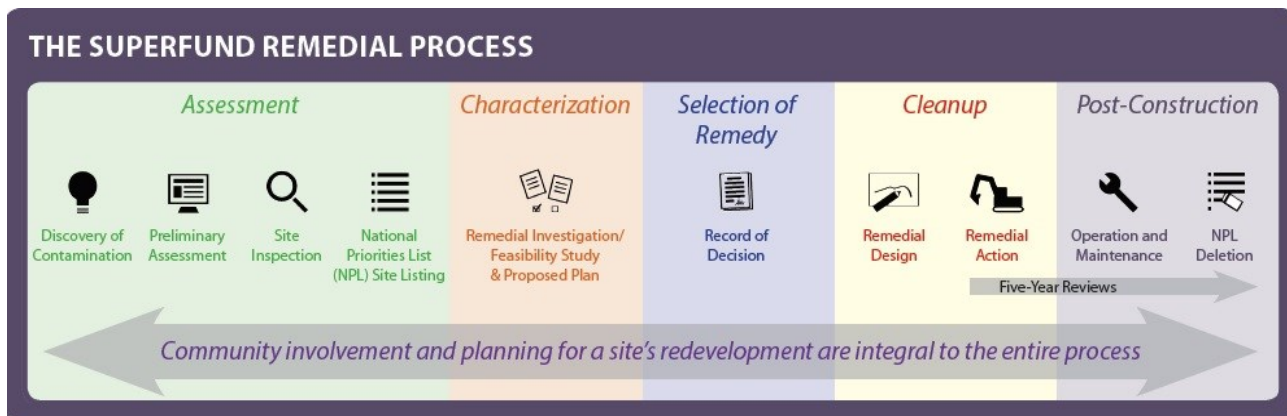 THE SUPERFUND REMEDIAL PROCESS
Assessment
Characterization
Selection of
Remedy
Cleanup
Post-Construction
Discovery of
Contamination
Preliminary
Assessment
Site
Inspection
National
Priorities List
(NPL) Site Listing
Remedial Investigation/
Feasibility Study
& Proposed Plan
Record of
Decision
Remedial
Design
Remedial
Action
Operation and
Maintenance
NPL
Deletion
Five-Year Reviews
Community involvement and planning for a site's redevelopment are integral to the entire process